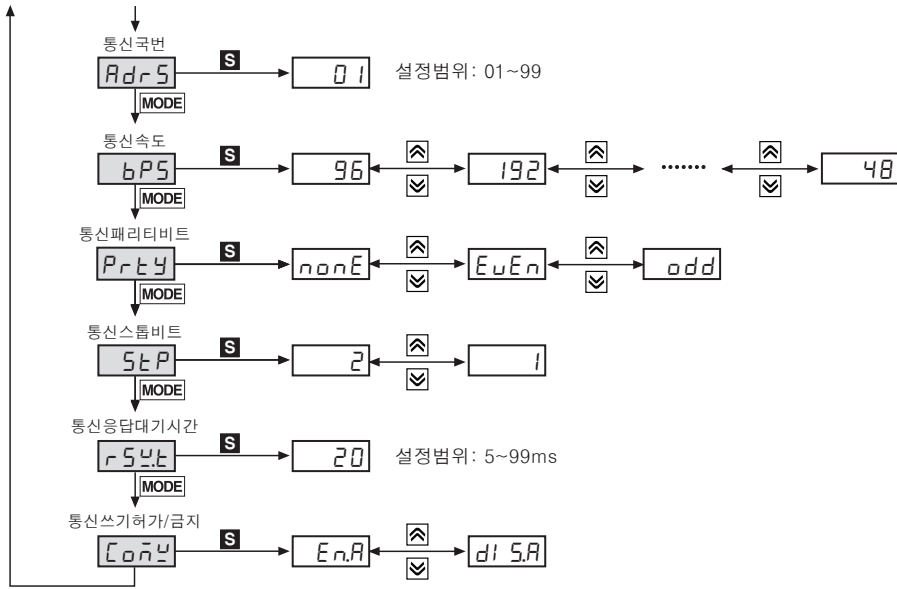 통신국번
AdrS S 01 설정범위: 01~99
MODE
통신속도
bPS S 96 192 ······· 48
MODE
통신패리티비트
PrtY S nonE EvEn odd
MODE
통신스톱비트
StP S 2 1
MODE
통신응답대기시간
rSW.t S 20 설정범위: 5~99ms
MODE
통신쓰기허가/금지
ComW S En.A dIS.A